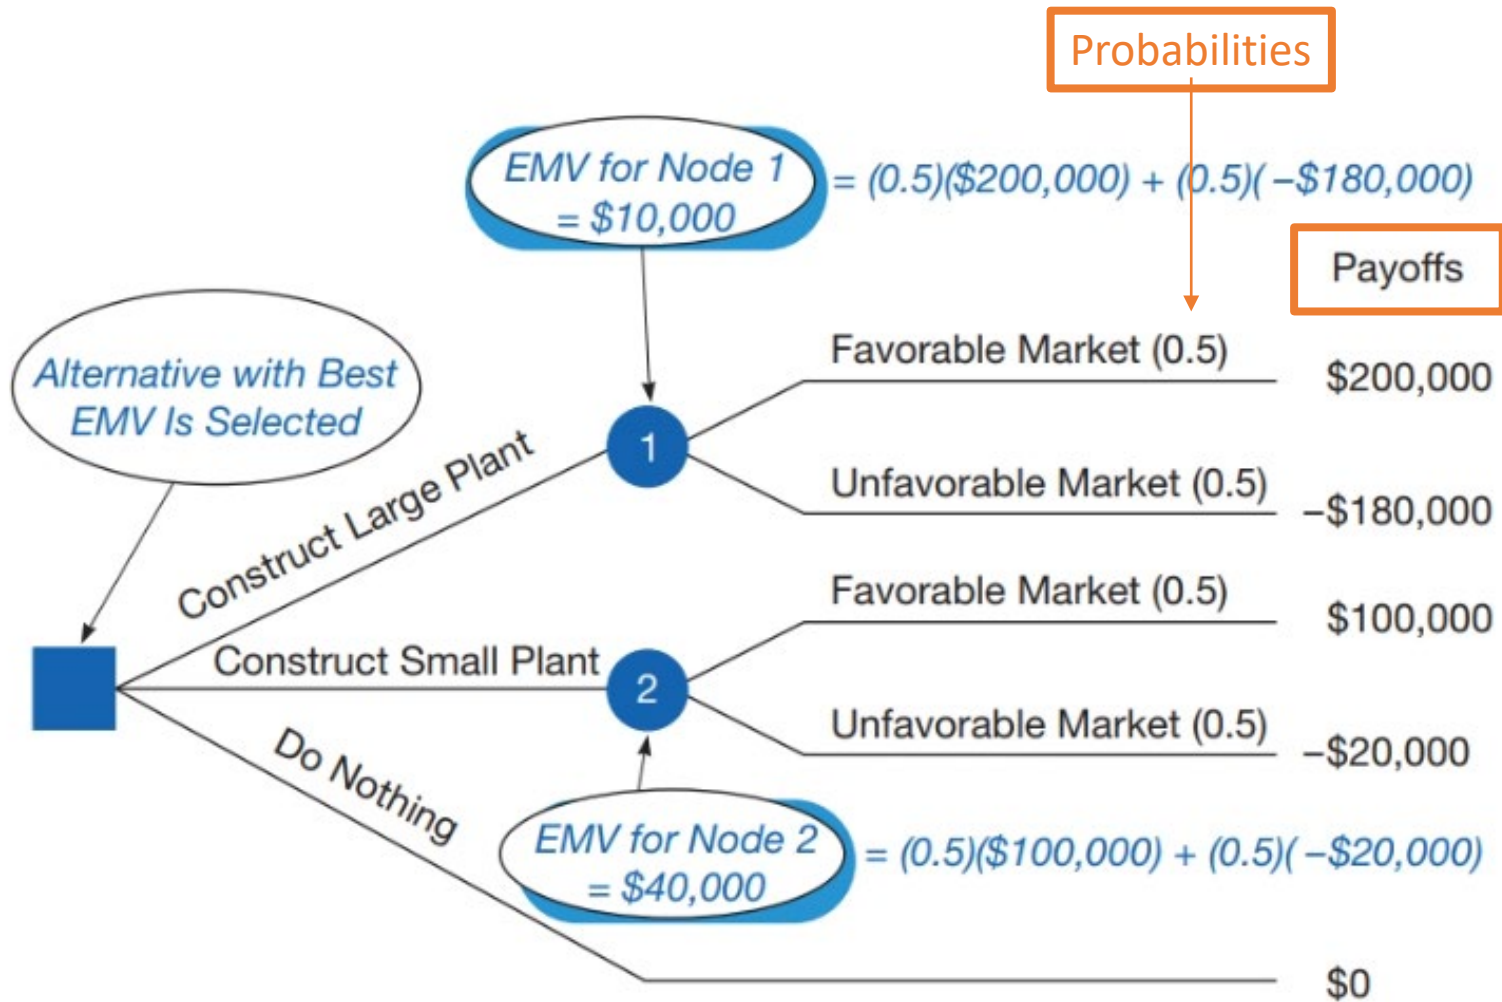 Probabilities
EMV for Node 1
= $10,000
= (0.5)($200,000) + (0.5)(–$180,000)
Payoffs
Alternative with Best
EMV Is Selected
Favorable Market (0.5)
$200,000
1
Construct Large Plant
Unfavorable Market (0.5)
–$180,000
Favorable Market (0.5)
$100,000
Construct Small Plant
2
Unfavorable Market (0.5)
–$20,000
Do Nothing
EMV for Node 2
= $40,000
= (0.5)($100,000) + (0.5)(–$20,000)
$0